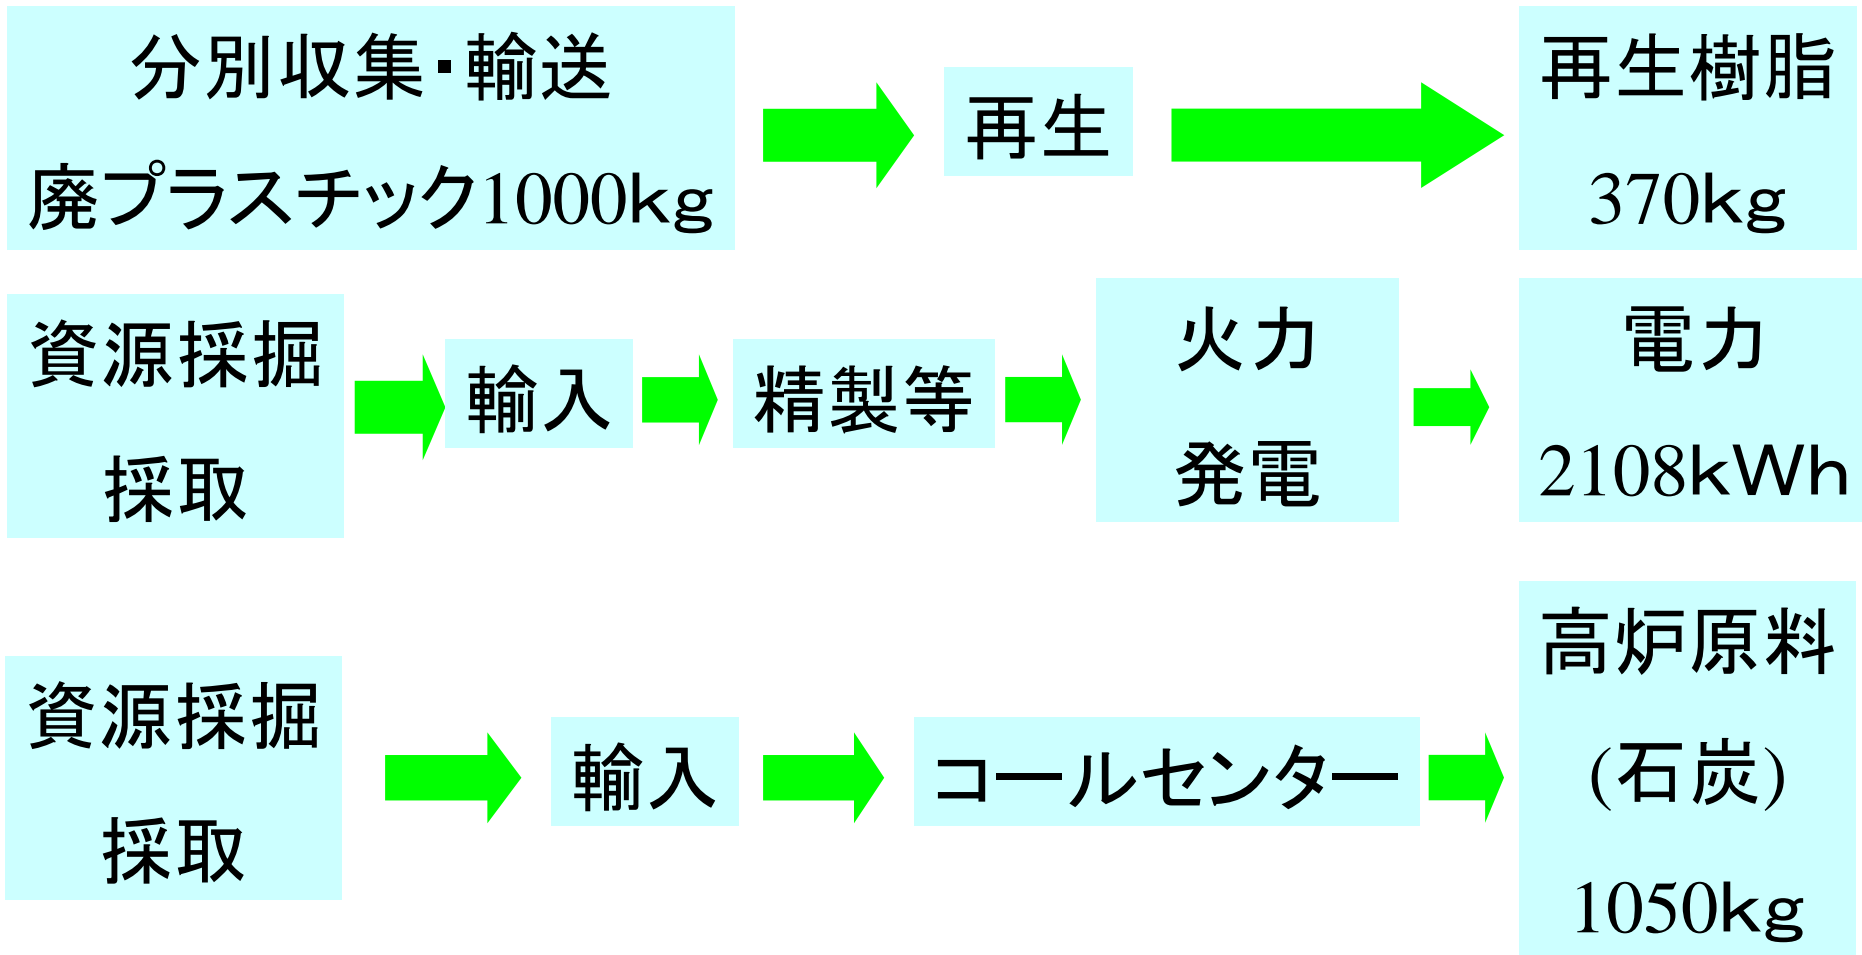 分別収集・輸送
廃プラスチック1000kg
再生
再生樹脂
370kg
資源採掘
採取
輸入
精製等
火力
発電
電力
2108kWh
資源採掘
採取
輸入
コールセンター
高炉原料
(石炭)
1050kg